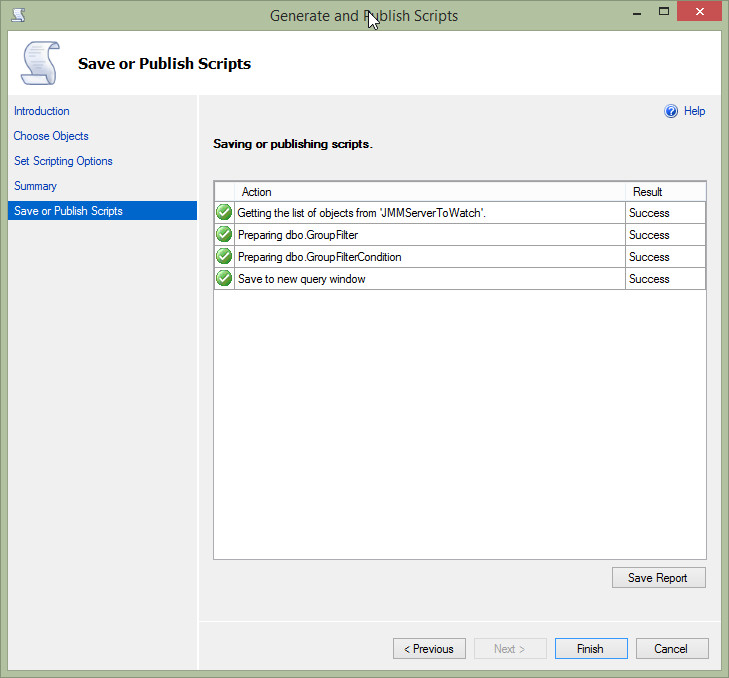 Generate and Publish Scripts
Save or Publish Scripts
Introduction
Choose Objects
Set Scripting Options
Summary
Save or Publish Scripts
Help
Saving or publishing scripts.
Action Result
Getting the list of objects from 'JMMServerToWatch'. Success
Preparing dbo.GroupFilter Success
Preparing dbo.GroupFilterCondition Success
Save to new query window Success
Save Report
< Previous Next > Finish Cancel